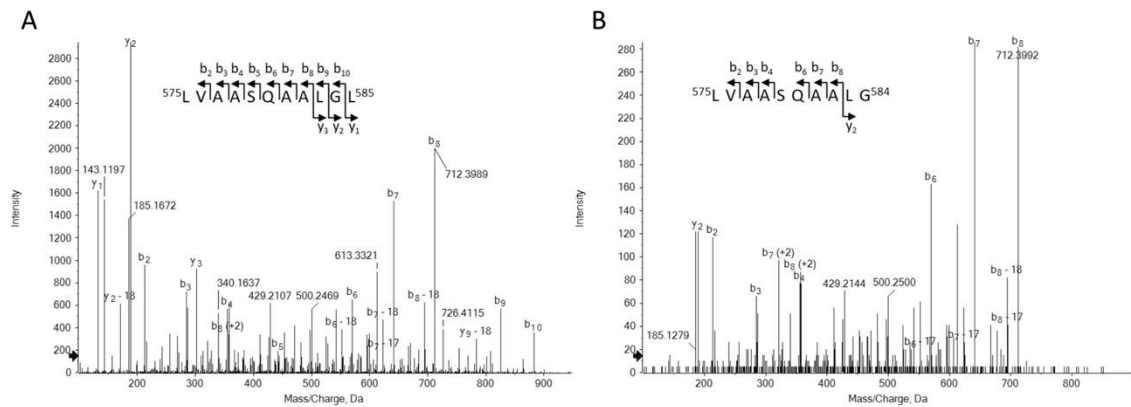 A
y2
2800
2600
2400
2200
2000
1800
1600
1400
1200
1000
800
600
400
200
0
Intensity
b2 b3 b4 b5 b6 b7 b8 b9 b10
575L V A A S Q A A L G L585
y3 y2 y1
143.1197
y1
185.1672
b8
712.3989
b7
b2
y3
613.3321
y2 - 18
b3
340.1637
b4
429.2107
500.2469
b6
b8 - 18
b9
b8 (+2)
b6 - 18
b7 - 18
726.4115
b10
b5
b7 - 17
y9 - 18
200 300 400 500 600 700 800 900
Mass/Charge, Da
B
b7
b8
712.3992
280
260
240
220
200
180
160
140
120
100
80
60
40
20
0
Intensity
b2 b3 b4 b6 b7 b8
575L V A A S Q A A L G584
y2
b6
y2
b2
b7 (+2)
b8 (+2)
b4
b3
429.2144
500.2500
b8 - 18
185.1279
b7 - 17
b8 - 17
b6 - 17
200 300 400 500 600 700 800
Mass/Charge, Da